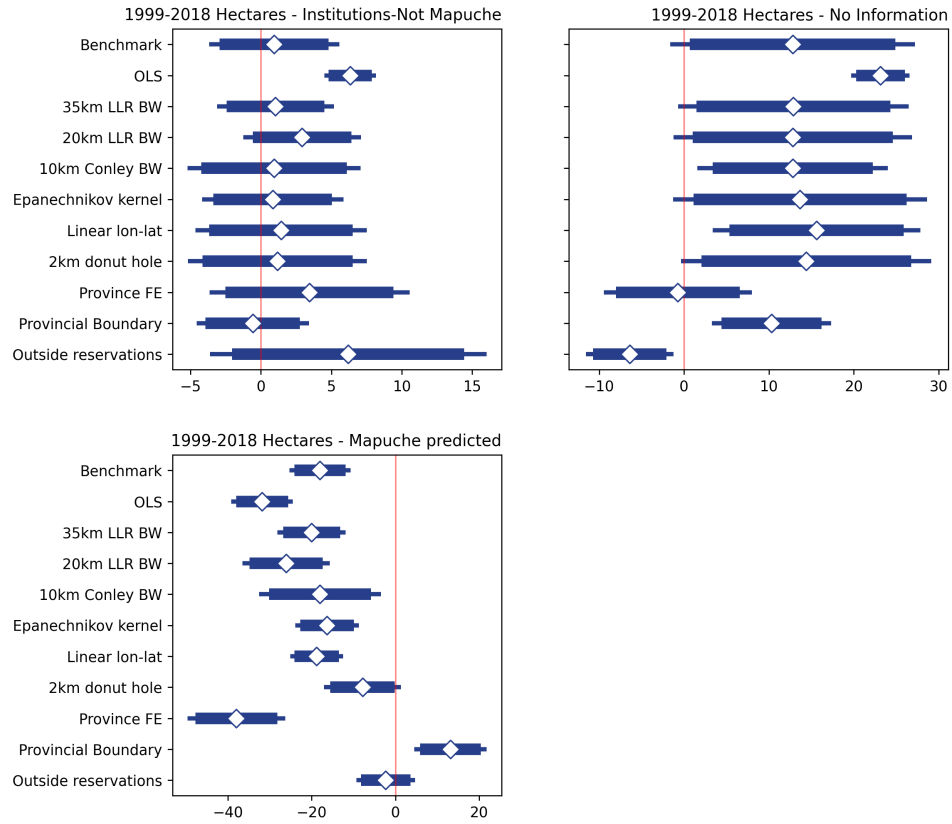 1999-2018 Hectares - Institutions-Not Mapuche
1999-2018 Hectares - No Information
Benchmark
OLS
35km LLR BW
20km LLR BW
10km Conley BW
Epanechnikov kernel
Linear lon-lat
2km donut hole
Province FE
Provincial Boundary
Outside reservations
−5 0 5 10 15
−10 0 10 20 30
1999-2018 Hectares - Mapuche predicted
Benchmark
OLS
35km LLR BW
20km LLR BW
10km Conley BW
Epanechnikov kernel
Linear lon-lat
2km donut hole
Province FE
Provincial Boundary
Outside reservations
−40 −20 0 20